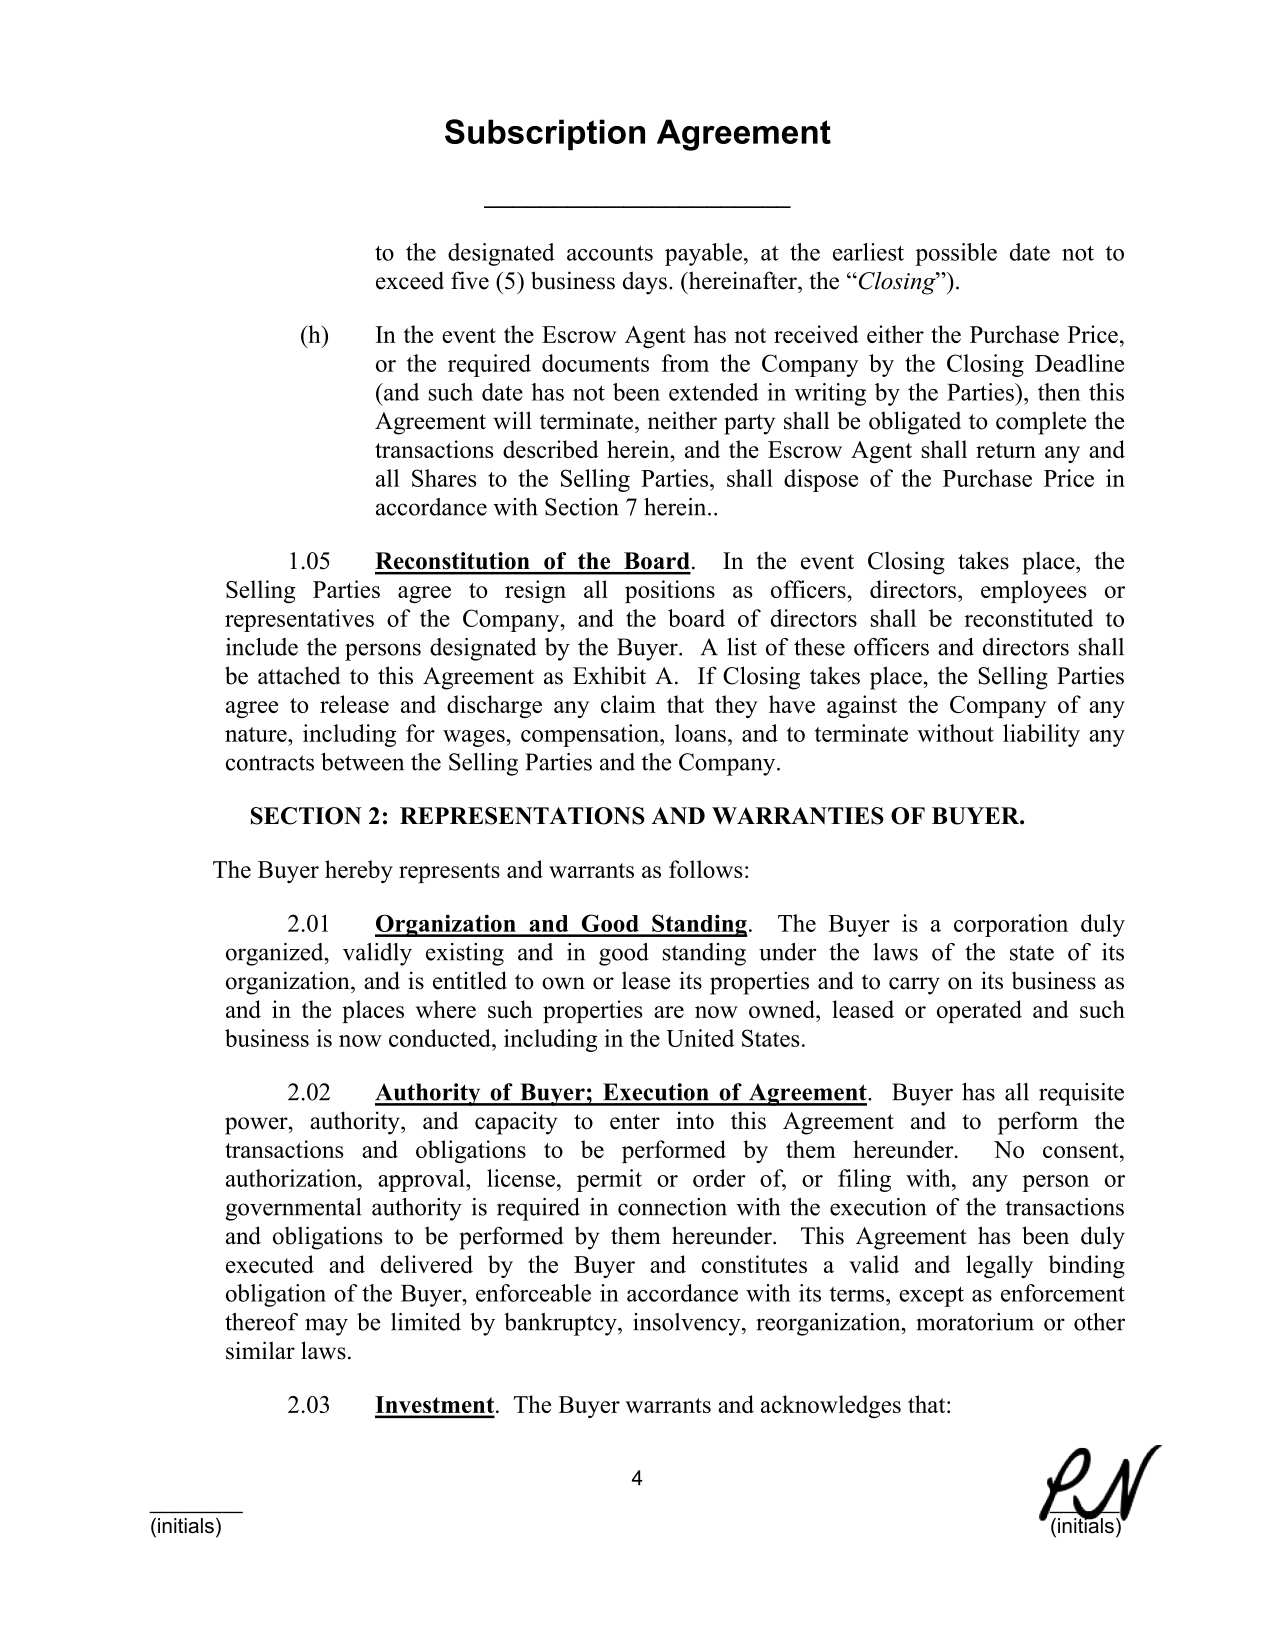 Subscription Agreement
to the designated accounts payable, at the earliest possible date not to
exceed five (5) business days. (hereinafter, the “Closing”).
(h) In the event the Escrow Agent has not received either the Purchase Price,
or the required documents from the Company by the Closing Deadline
(and such date has not been extended in writing by the Parties), then this
Agreement will terminate, neither party shall be obligated to complete the
transactions described herein, and the Escrow Agent shall return any and
all Shares to the Selling Parties, shall dispose of the Purchase Price in
accordance with Section 7 herein..
1.05 Reconstitution of the Board. In the event Closing takes place, the
Selling Parties agree to resign all positions as officers, directors, employees or
representatives of the Company, and the board of directors shall be reconstituted to
include the persons designated by the Buyer. A list of these officers and directors shall
be attached to this Agreement as Exhibit A. If Closing takes place, the Selling Parties
agree to release and discharge any claim that they have against the Company of any
nature, including for wages, compensation, loans, and to terminate without liability any
contracts between the Selling Parties and the Company.
SECTION 2: REPRESENTATIONS AND WARRANTIES OF BUYER.
The Buyer hereby represents and warrants as follows:
2.01 Organization and Good Standing. The Buyer is a corporation duly
organized, validly existing and in good standing under the laws of the state of its
organization, and is entitled to own or lease its properties and to carry on its business as
and in the places where such properties are now owned, leased or operated and such
business is now conducted, including in the United States.
2.02 Authority of Buyer; Execution of Agreement. Buyer has all requisite
power, authority, and capacity to enter into this Agreement and to perform the
transactions and obligations to be performed by them hereunder. No consent,
authorization, approval, license, permit or order of, or filing with, any person or
governmental authority is required in connection with the execution of the transactions
and obligations to be performed by them hereunder. This Agreement has been duly
executed and delivered by the Buyer and constitutes a valid and legally binding
obligation of the Buyer, enforceable in accordance with its terms, except as enforcement
thereof may be limited by bankruptcy, insolvency, reorganization, moratorium or other
similar laws.
2.03 Investment. The Buyer warrants and acknowledges that:
4
PN
(initials) (initials)